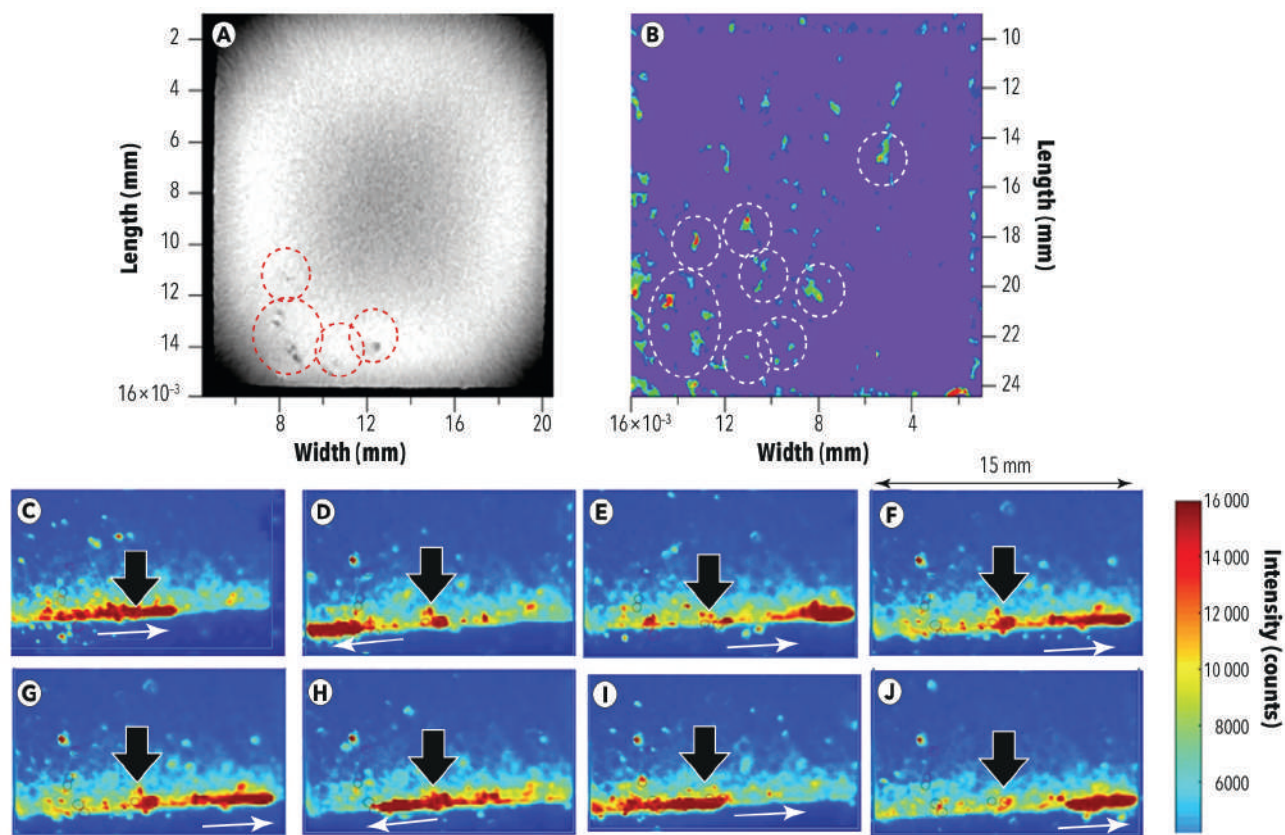 A
2
4
6
8
10
12
14
16 × 10⁻³
Length (mm)
8
12
16
20
Width (mm)
B
10
12
14
16
18
20
22
24
Length (mm)
16 × 10⁻³
12
8
4
Width (mm)
15 mm
C
D
E
F
G
H
I
J
16 000
14 000
12 000
10 000
8000
6000
Intensity (counts)